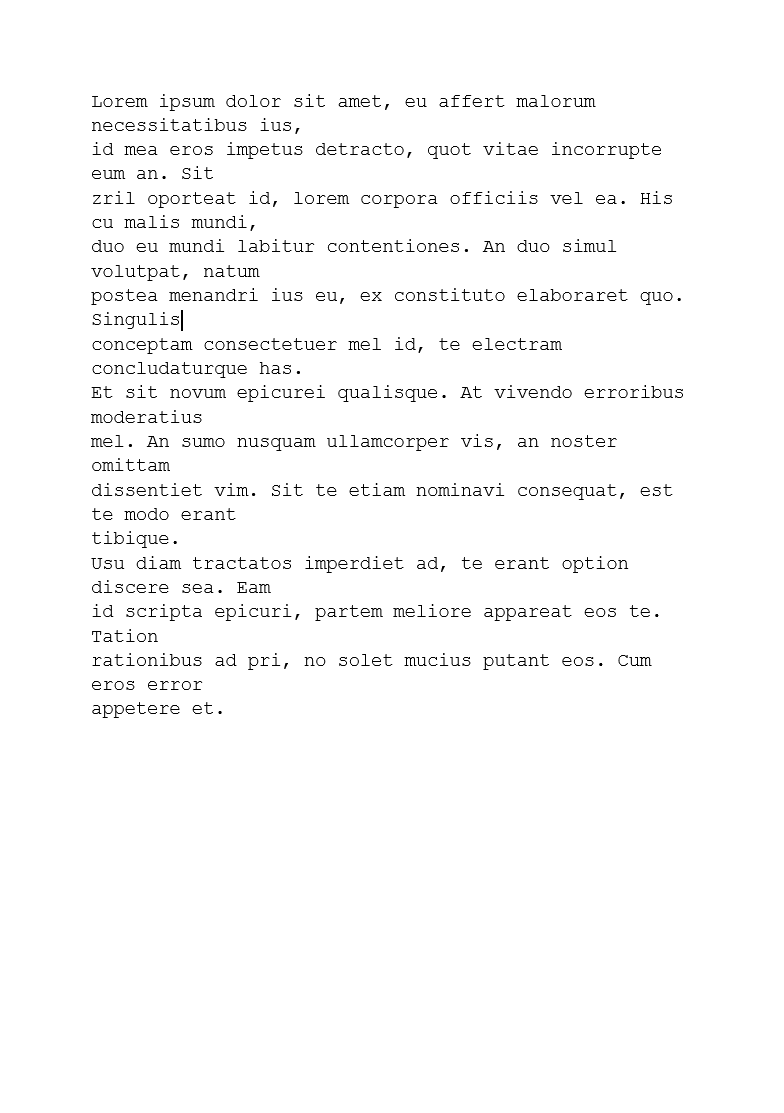 Lorem ipsum dolor sit amet, eu affert malorum
necessitatibus ius,
id mea eros impetus detracto, quot vitae incorrupte
eum an. Sit
zril oporteat id, lorem corpora officiis vel ea. His
cu malis mundi,
duo eu mundi labitur contentiones. An duo simul
volutpat, natum
postea menandri ius eu, ex constituto elaboraret quo.
Singulis
conceptam consectetuer mel id, te electram
concludaturque has.
Et sit novum epicurei qualisque. At vivendo erroribus
moderatius
mel. An sumo nusquam ullamcorper vis, an noster
omittam
dissentiet vim. Sit te etiam nominavi consequat, est
te modo erant
tibique.
Usu diam tractatos imperdiet ad, te erant option
discere sea. Eam
id scripta epicuri, partem meliore appareat eos te.
Tation
rationibus ad pri, no solet mucius putant eos. Cum
eros error
appetere et.